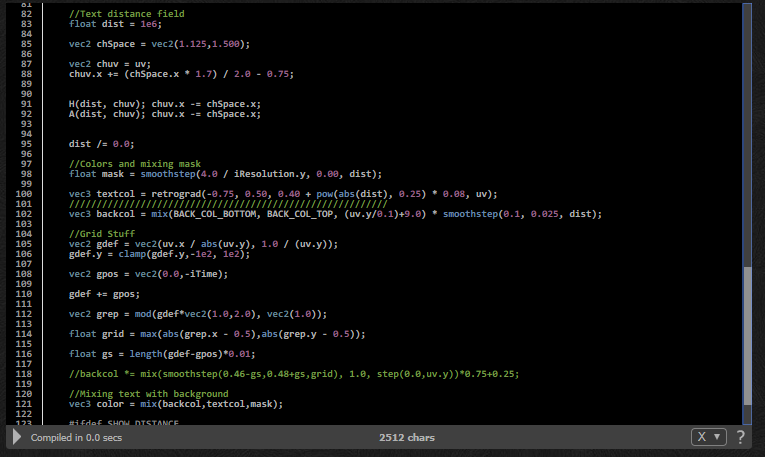 81
82 //Text distance field
83 float dist = 1e6;
84
85 vec2 chSpace = vec2(1.125,1.500);
86
87 vec2 chuv = uv;
88 chuv.x += (chSpace.x * 1.7) / 2.0 - 0.75;
89
90
91 H(dist, chuv); chuv.x -= chSpace.x;
92 A(dist, chuv); chuv.x -= chSpace.x;
93
94
95 dist /= 0.0;
96
97 //Colors and mixing mask
98 float mask = smoothstep(4.0 / iResolution.y, 0.00, dist);
99
100 vec3 textcol = retrograd(-0.75, 0.50, 0.40 + pow(abs(dist), 0.25) * 0.08, uv);
101 ///////////////////////////////////////////////////////////
102 vec3 backcol = mix(BACK_COL_BOTTOM, BACK_COL_TOP, (uv.y/0.1)+9.0) * smoothstep(0.1, 0.025, dist);
103
104 //Grid Stuff
105 vec2 gdef = vec2(uv.x / abs(uv.y), 1.0 / (uv.y));
106 gdef.y = clamp(gdef.y,-1e2, 1e2);
107
108 vec2 gpos = vec2(0.0,-iTime);
109
110 gdef += gpos;
111
112 vec2 grep = mod(gdef*vec2(1.0,2.0), vec2(1.0));
113
114 float grid = max(abs(grep.x - 0.5),abs(grep.y - 0.5));
115
116 float gs = length(gdef-gpos)*0.01;
117
118 //backcol *= mix(smoothstep(0.46-gs,0.48+gs,grid), 1.0, step(0.0,uv.y))*0.75+0.25;
119
120 //Mixing text with background
121 vec3 color = mix(backcol,textcol,mask);
122
123 #ifdef SHOW_DISTANCE
Compiled in 0.0 secs 2512 chars X ▼ ?